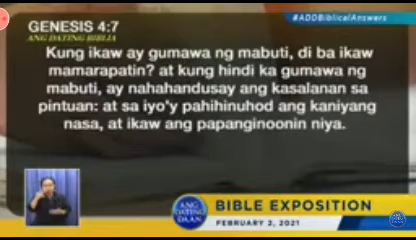 #ADDBiblicalAnswers
GENESIS 4:7
ANG DATING BIBLIA
Kung ikaw ay gumawa ng mabuti, di ba ikaw
mamarapatin? at kung hindi ka gumawa ng
mabuti, ay nahahandusay ang kasalanan sa
pintuan: at sa iyo'y pahihinuhod ang kaniyang
nasa, at ikaw ang papanginoonin niya.
ANG
DATING
DAAN
BIBLE EXPOSITION
FEBRUARY 2, 2021